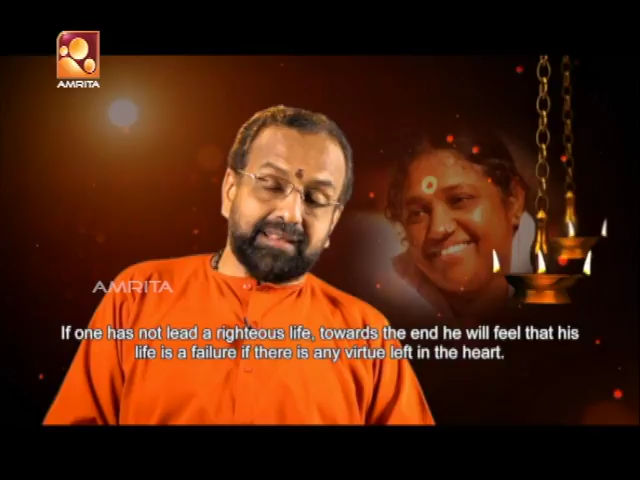 AMRITA
AMRITA
If one has not lead a righteous life, towards the end he will feel that his
life is a failure if there is any virtue left in the heart.